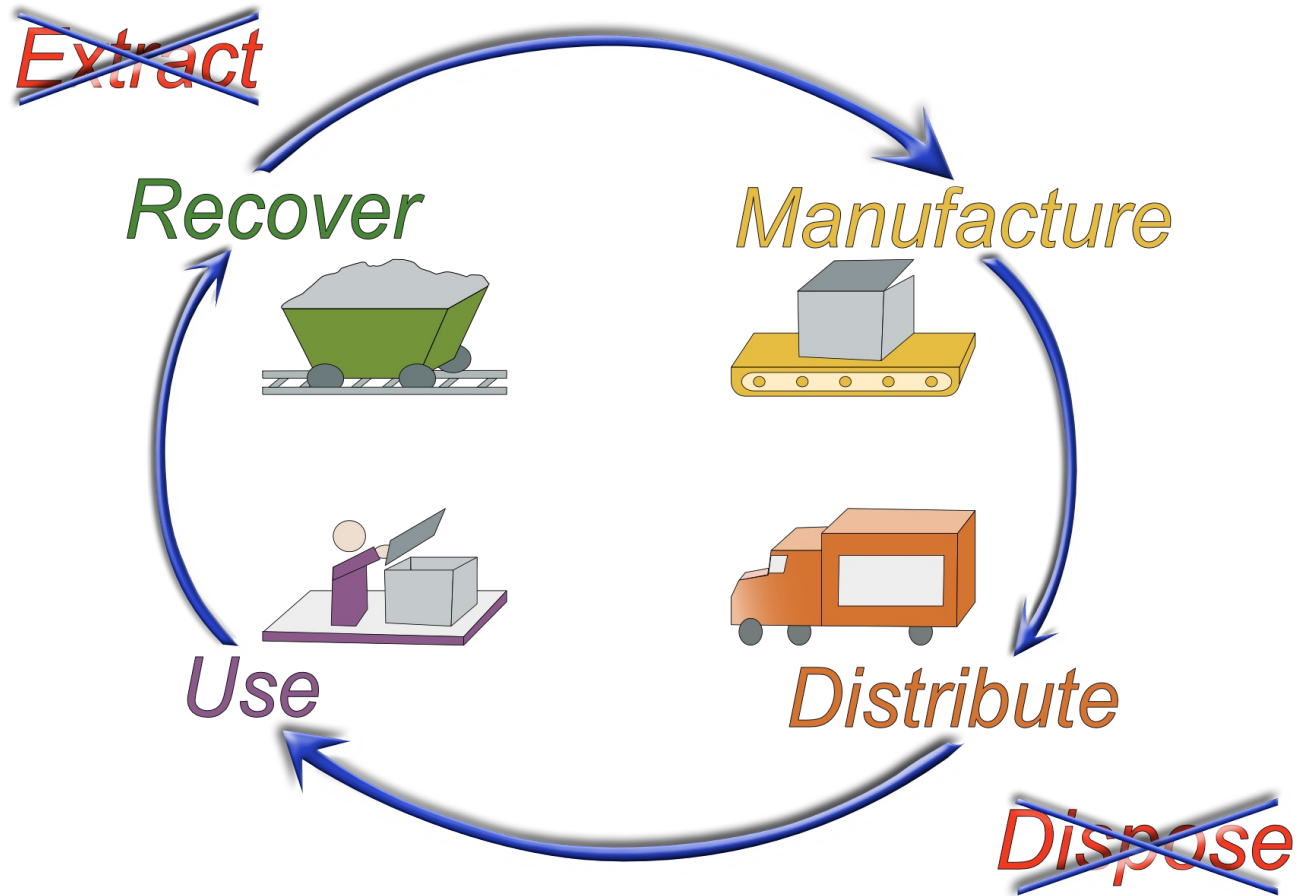 Extract
Recover
Manufacture
Use
Distribute
Dispose